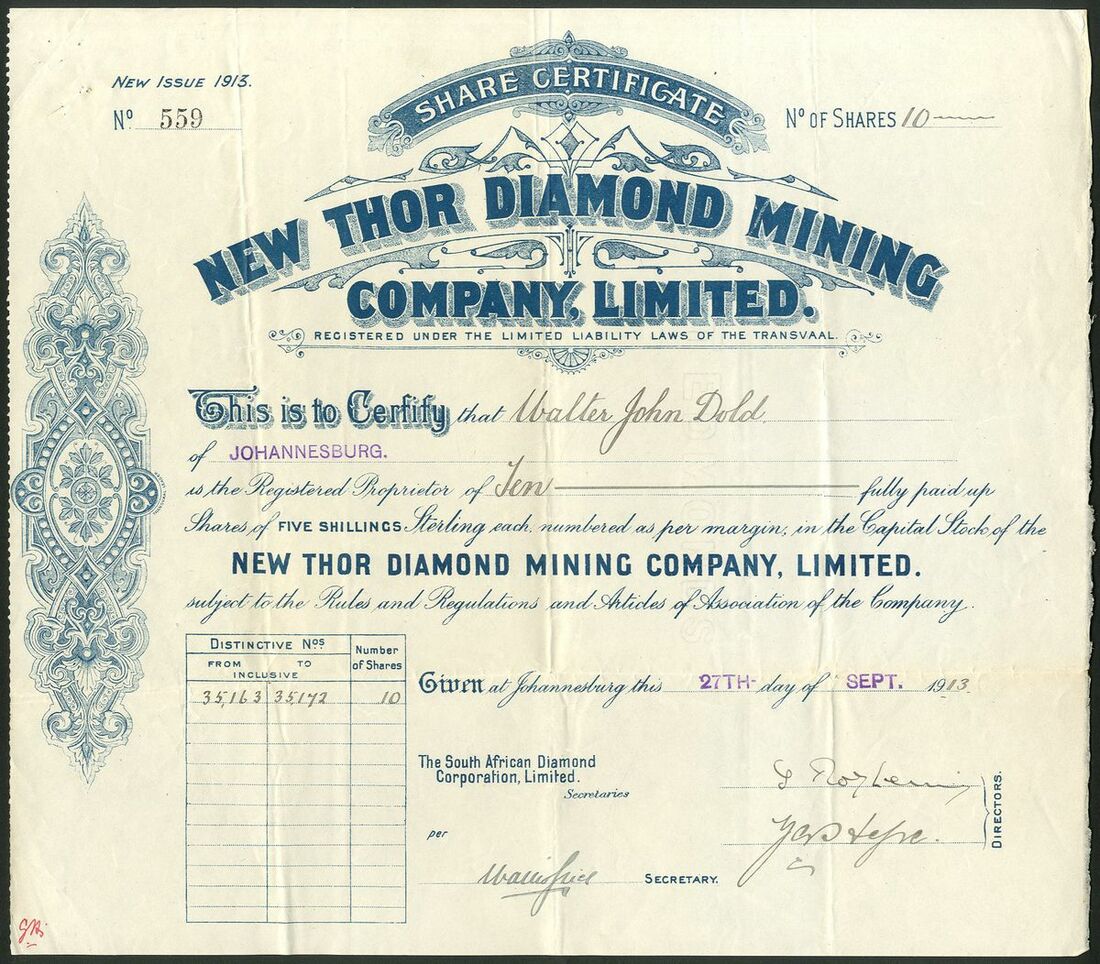 New Issue 1913.
Nº 559
SHARE CERTIFICATE
Nº OF SHARES 10
NEW THOR DIAMOND MINING
COMPANY, LIMITED.
REGISTERED UNDER THE LIMITED LIABILITY LAWS OF THE TRANSVAAL.
This is to Certify that Walter John Dold.
of JOHANNESBURG.
is the Registered Proprietor of Ten fully paid up
Shares of FIVE SHILLINGS Sterling each, numbered as per margin, in the Capital Stock of the
NEW THOR DIAMOND MINING COMPANY, LIMITED.
subject to the Rules and Regulations and Articles of Association of the Company.
DISTINCTIVE Nos
Number of Shares
FROM TO
INCLUSIVE
35,163 35,172 10
Given at Johannesburg this 27TH day of SEPT. 1913.
The South African Diamond
Corporation, Limited.
Secretaries
per
SECRETARY.
DIRECTORS.